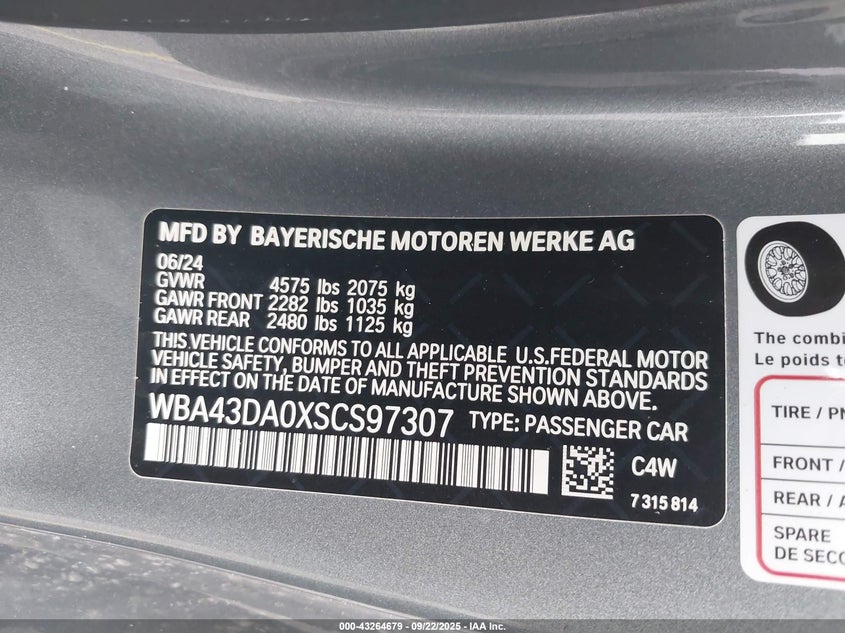 MFD BY BAYERISCHE MOTOREN WERKE AG
06/24
GVWR 4575 lbs 2075 kg
GAWR FRONT 2282 lbs 1035 kg
GAWR REAR 2480 lbs 1125 kg
THIS VEHICLE CONFORMS TO ALL APPLICABLE U.S.FEDERAL MOTOR
VEHICLE SAFETY, BUMPER AND THEFT PREVENTION STANDARDS
IN EFFECT ON THE DATE OF MANUFACTURE SHOWN ABOVE.
WBA43DA0XSCS97307 TYPE: PASSENGER CAR
C4W
7 315 814
The combi
Le poids t
TIRE / PN
FRONT /
REAR / A
SPARE
DE SECO
000-43264679 - 09/22/2025 - IAA Inc.